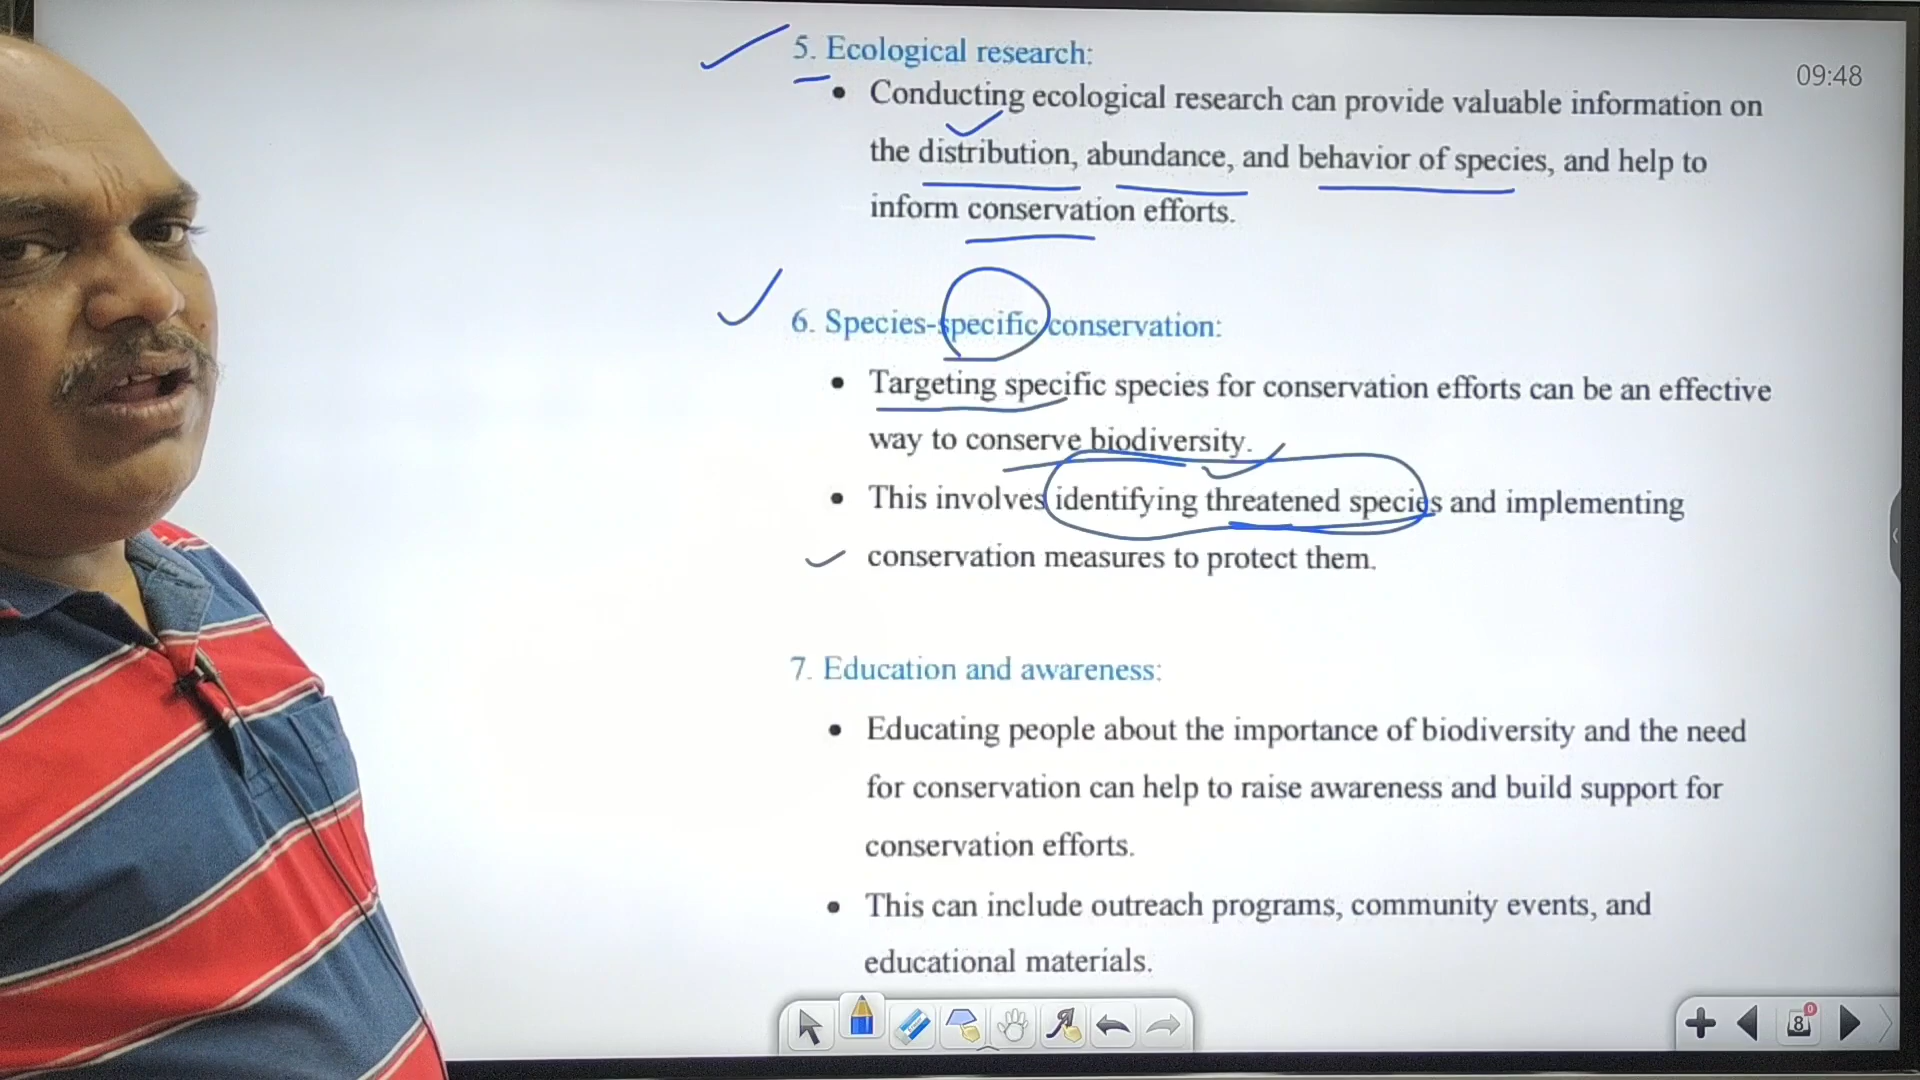 09:48
5. Ecological research:
• Conducting ecological research can provide valuable information on
the distribution, abundance, and behavior of species, and help to
inform conservation efforts.
6. Species-specific conservation:
• Targeting specific species for conservation efforts can be an effective
way to conserve biodiversity.
• This involves identifying threatened species and implementing
conservation measures to protect them.
7. Education and awareness:
• Educating people about the importance of biodiversity and the need
for conservation can help to raise awareness and build support for
conservation efforts.
• This can include outreach programs, community events, and
educational materials.
8
0